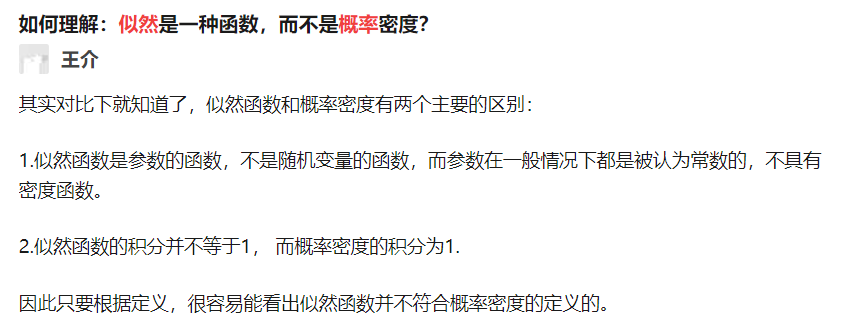 如何理解：似然是一种函数，而不是概率密度？
王介
其实对比下就知道了，似然函数和概率密度有两个主要的区别：
1.似然函数是参数的函数，不是随机变量的函数，而参数在一般情况下都是被认为常数的，不具有
密度函数。
2.似然函数的积分并不等于1， 而概率密度的积分为1.
因此只要根据定义，很容易能看出似然函数并不符合概率密度的定义的。